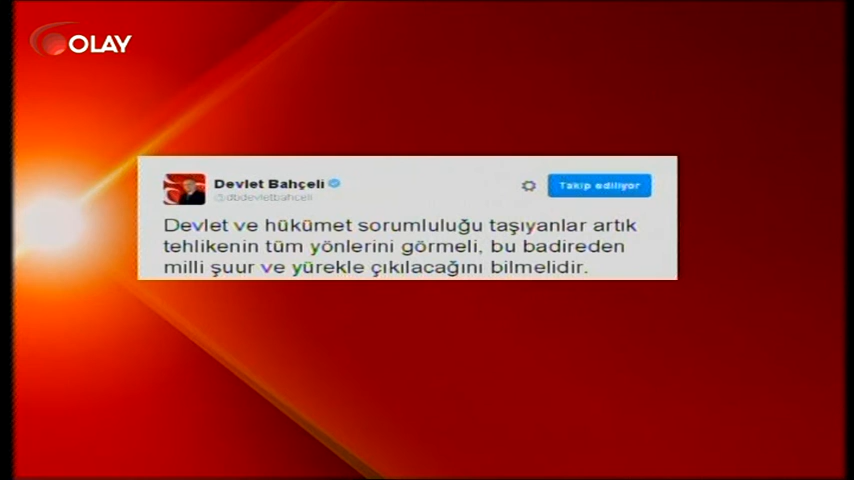 OLAY
Devlet Bahçeli
@dbdevletbahceli
Takip ediliyor
Devlet ve hükümet sorumluluğu taşıyanlar artık
tehlikenin tüm yönlerini görmeli, bu badireden
milli şuur ve yürekle çıkılacağını bilmelidir.